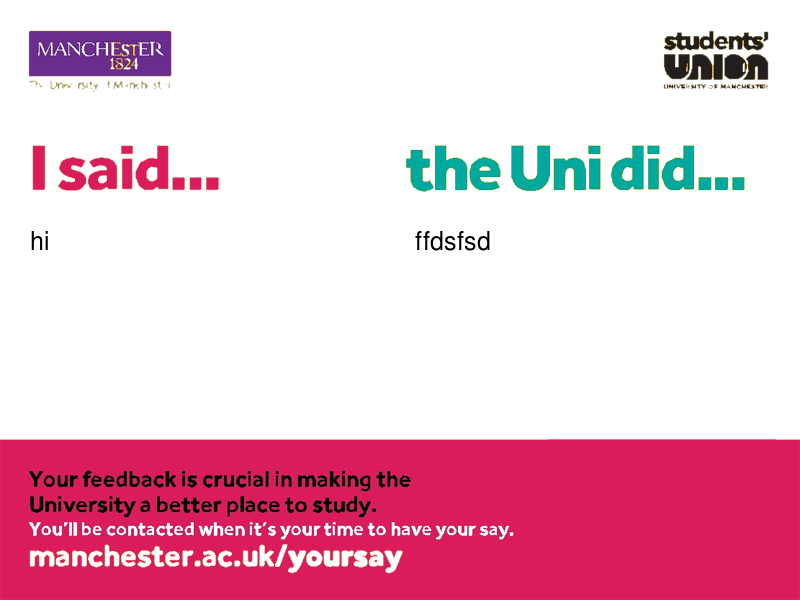 MANCHESTER
1824
The University of Manchester
students'
UNION
UNIVERSITY OF MANCHESTER
I said...
the Uni did...
hi
ffdsfsd
Your feedback is crucial in making the
University a better place to study.
You'll be contacted when it's your time to have your say.
manchester.ac.uk/yoursay